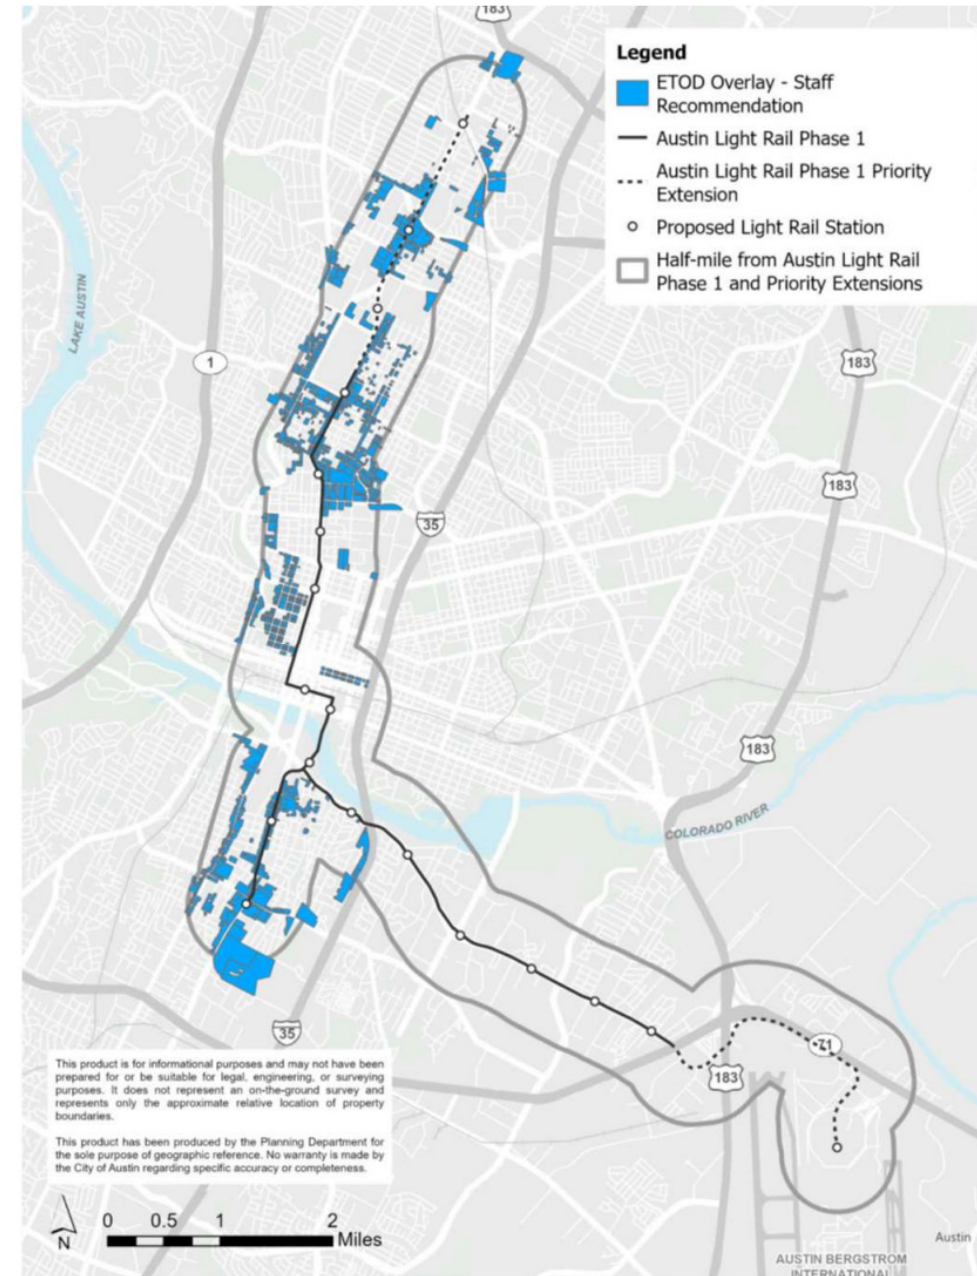 183
Legend
ETOD Overlay - Staff
Recommendation
Austin Light Rail Phase 1
Austin Light Rail Phase 1 Priority
Extension
Proposed Light Rail Station
Half-mile from Austin Light Rail
Phase 1 and Priority Extensions
LAKE AUSTIN
1
183
183
35
183
COLORADO RIVER
35
71
183
This product is for informational purposes and may not have been
prepared for or be suitable for legal, engineering, or surveying
purposes. It does not represent an on-the-ground survey and
represents only the approximate relative location of property
boundaries.
This product has been produced by the Planning Department for
the sole purpose of geographic reference. No warranty is made by
the City of Austin regarding specific accuracy or completeness.
N
0 0.5 1 2
Miles
Austin
AUSTIN BERGSTROM
INTERNATIONAL